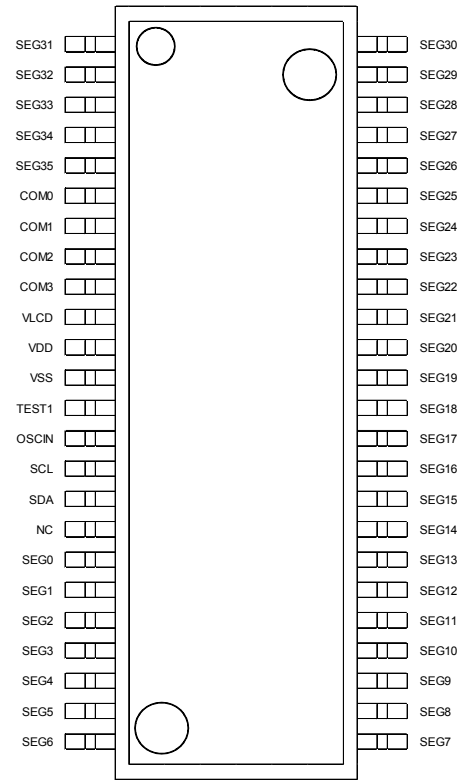 SEG31 SEG30
SEG32 SEG29
SEG33 SEG28
SEG34 SEG27
SEG35 SEG26
COM0 SEG25
COM1 SEG24
COM2 SEG23
COM3 SEG22
VLCD SEG21
VDD SEG20
VSS SEG19
TEST1 SEG18
OSCIN SEG17
SCL SEG16
SDA SEG15
NC SEG14
SEG0 SEG13
SEG1 SEG12
SEG2 SEG11
SEG3 SEG10
SEG4 SEG9
SEG5 SEG8
SEG6 SEG7